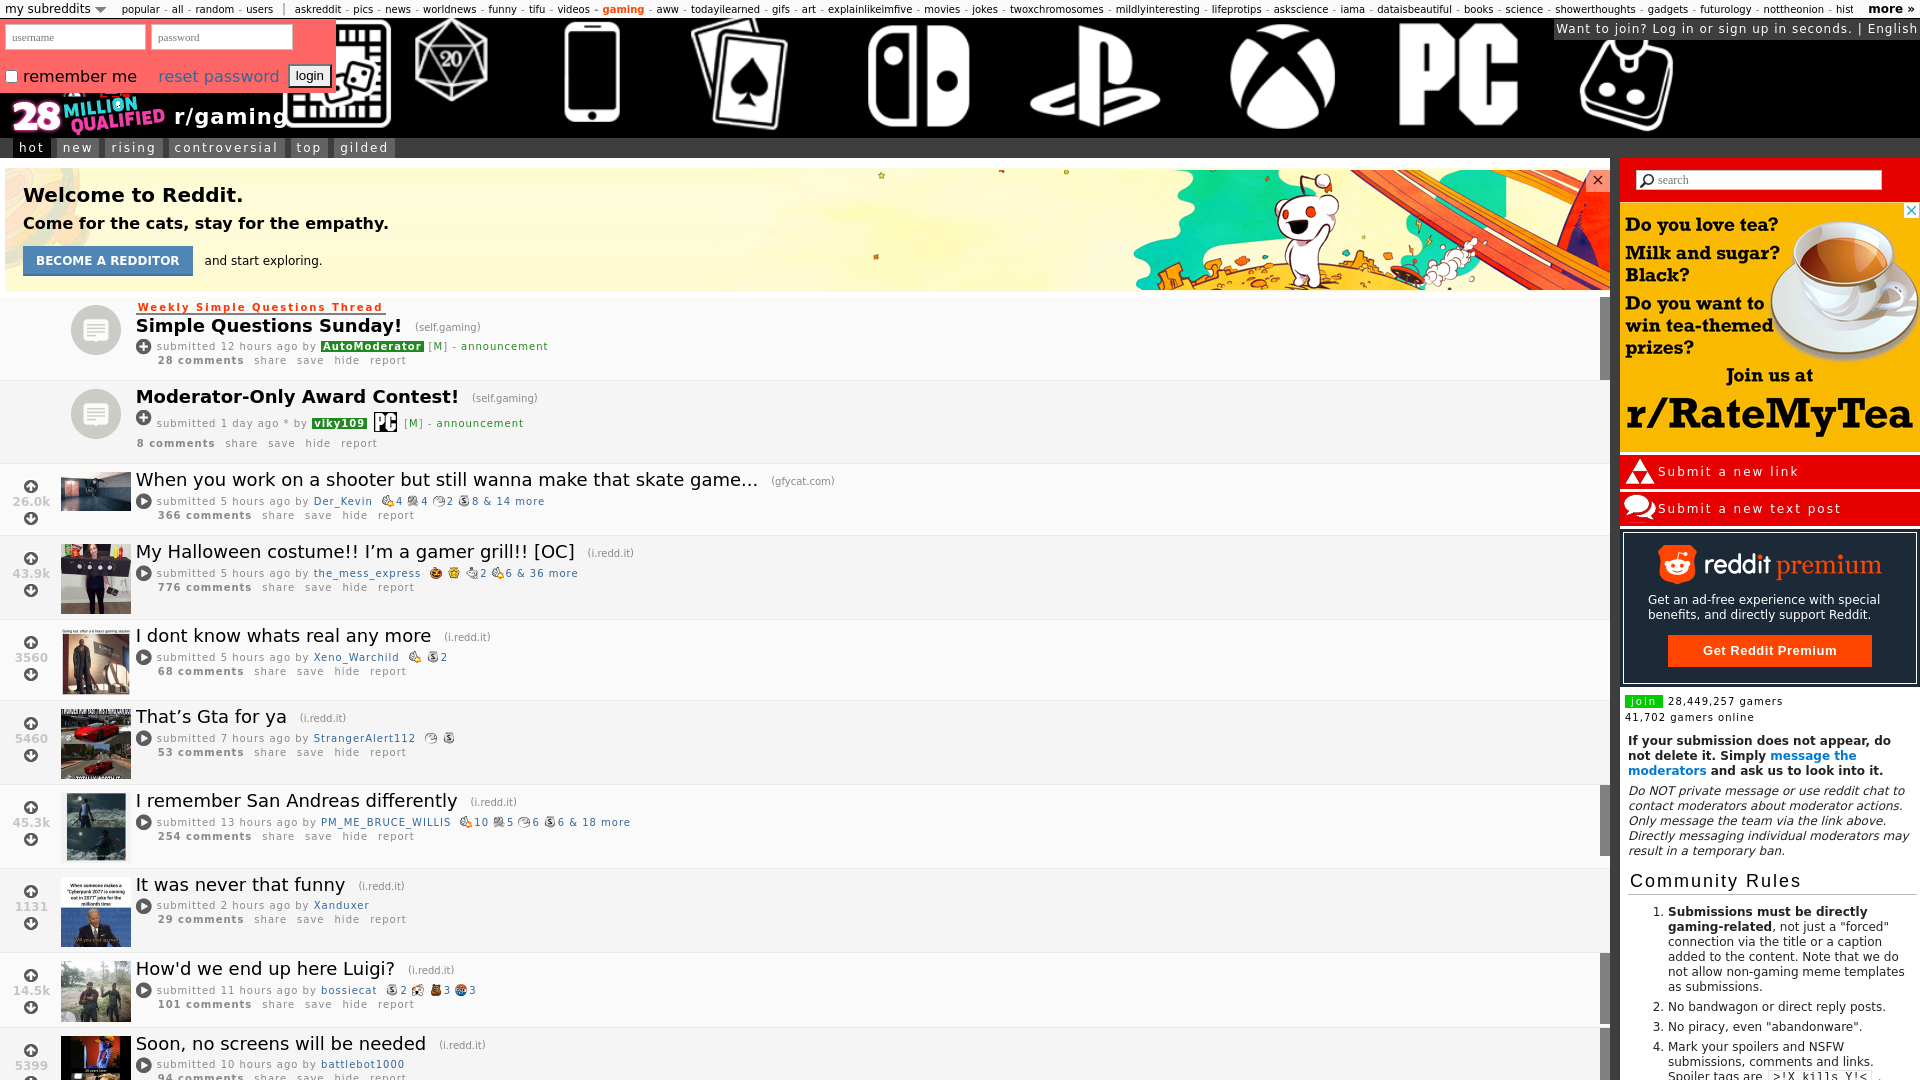 my subreddits
popular - all - random - users | askreddit - pics - news - worldnews - funny - tifu - videos - gaming - aww - todayilearned - gifs - art - explainlikeimfive - movies - jokes - twoxchromosomes - mildlyinteresting - lifeprotips - askscience - iama - dataisbeautiful - books - science - showerthoughts - gadgets - futurology - nottheonion - hist
more »
username
password
remember me
reset password
login
Want to join? Log in or sign up in seconds. | English
20
PC
28 MILLION QUALIFIED
r/gaming
hot
new
rising
controversial
top
gilded
Welcome to Reddit.
Come for the cats, stay for the empathy.
BECOME A REDDITOR
and start exploring.
Weekly Simple Questions Thread
Simple Questions Sunday! (self.gaming)
submitted 12 hours ago by AutoModerator [M] - announcement
28 comments share save hide report
Moderator-Only Award Contest! (self.gaming)
submitted 1 day ago * by viky109 PC [M] - announcement
8 comments share save hide report
26.0k
When you work on a shooter but still wanna make that skate game... (gfycat.com)
submitted 5 hours ago by Der_Kevin 4 4 2 8 & 14 more
366 comments share save hide report
43.9k
My Halloween costume!! I’m a gamer grill!! [OC] (i.redd.it)
submitted 5 hours ago by the_mess_express 2 6 & 36 more
776 comments share save hide report
3560
I dont know whats real any more (i.redd.it)
submitted 5 hours ago by Xeno_Warchild 2
68 comments share save hide report
5460
That’s Gta for ya (i.redd.it)
submitted 7 hours ago by StrangerAlert112
53 comments share save hide report
45.3k
I remember San Andreas differently (i.redd.it)
submitted 13 hours ago by PM_ME_BRUCE_WILLIS 10 5 6 6 & 18 more
254 comments share save hide report
1131
When someone makes a
"Cyberpunk 2077 is coming
out in 2077" joke for the
millionth time
It was never that funny (i.redd.it)
submitted 2 hours ago by Xanduxer
29 comments share save hide report
14.5k
How'd we end up here Luigi? (i.redd.it)
submitted 11 hours ago by bossiecat 2 3 3
101 comments share save hide report
5399
Soon, no screens will be needed (i.redd.it)
submitted 10 hours ago by battlebot1000
94 comments share save hide report
search
Do you love tea?
Milk and sugar?
Black?
Do you want to
win tea-themed
prizes?
Join us at
r/RateMyTea
Submit a new link
Submit a new text post
reddit premium
Get an ad-free experience with special
benefits, and directly support Reddit.
Get Reddit Premium
join 28,449,257 gamers
41,702 gamers online
If your submission does not appear, do
not delete it. Simply message the
moderators and ask us to look into it.
Do NOT private message or use reddit chat to
contact moderators about moderator actions.
Only message the team via the link above.
Directly messaging individual moderators may
result in a temporary ban.
Community Rules
1. Submissions must be directly
gaming-related, not just a "forced"
connection via the title or a caption
added to the content. Note that we do
not allow non-gaming meme templates
as submissions.
2. No bandwagon or direct reply posts.
3. No piracy, even "abandonware".
4. Mark your spoilers and NSFW
submissions, comments and links.
Spoiler tags are >!X kills Y!< .